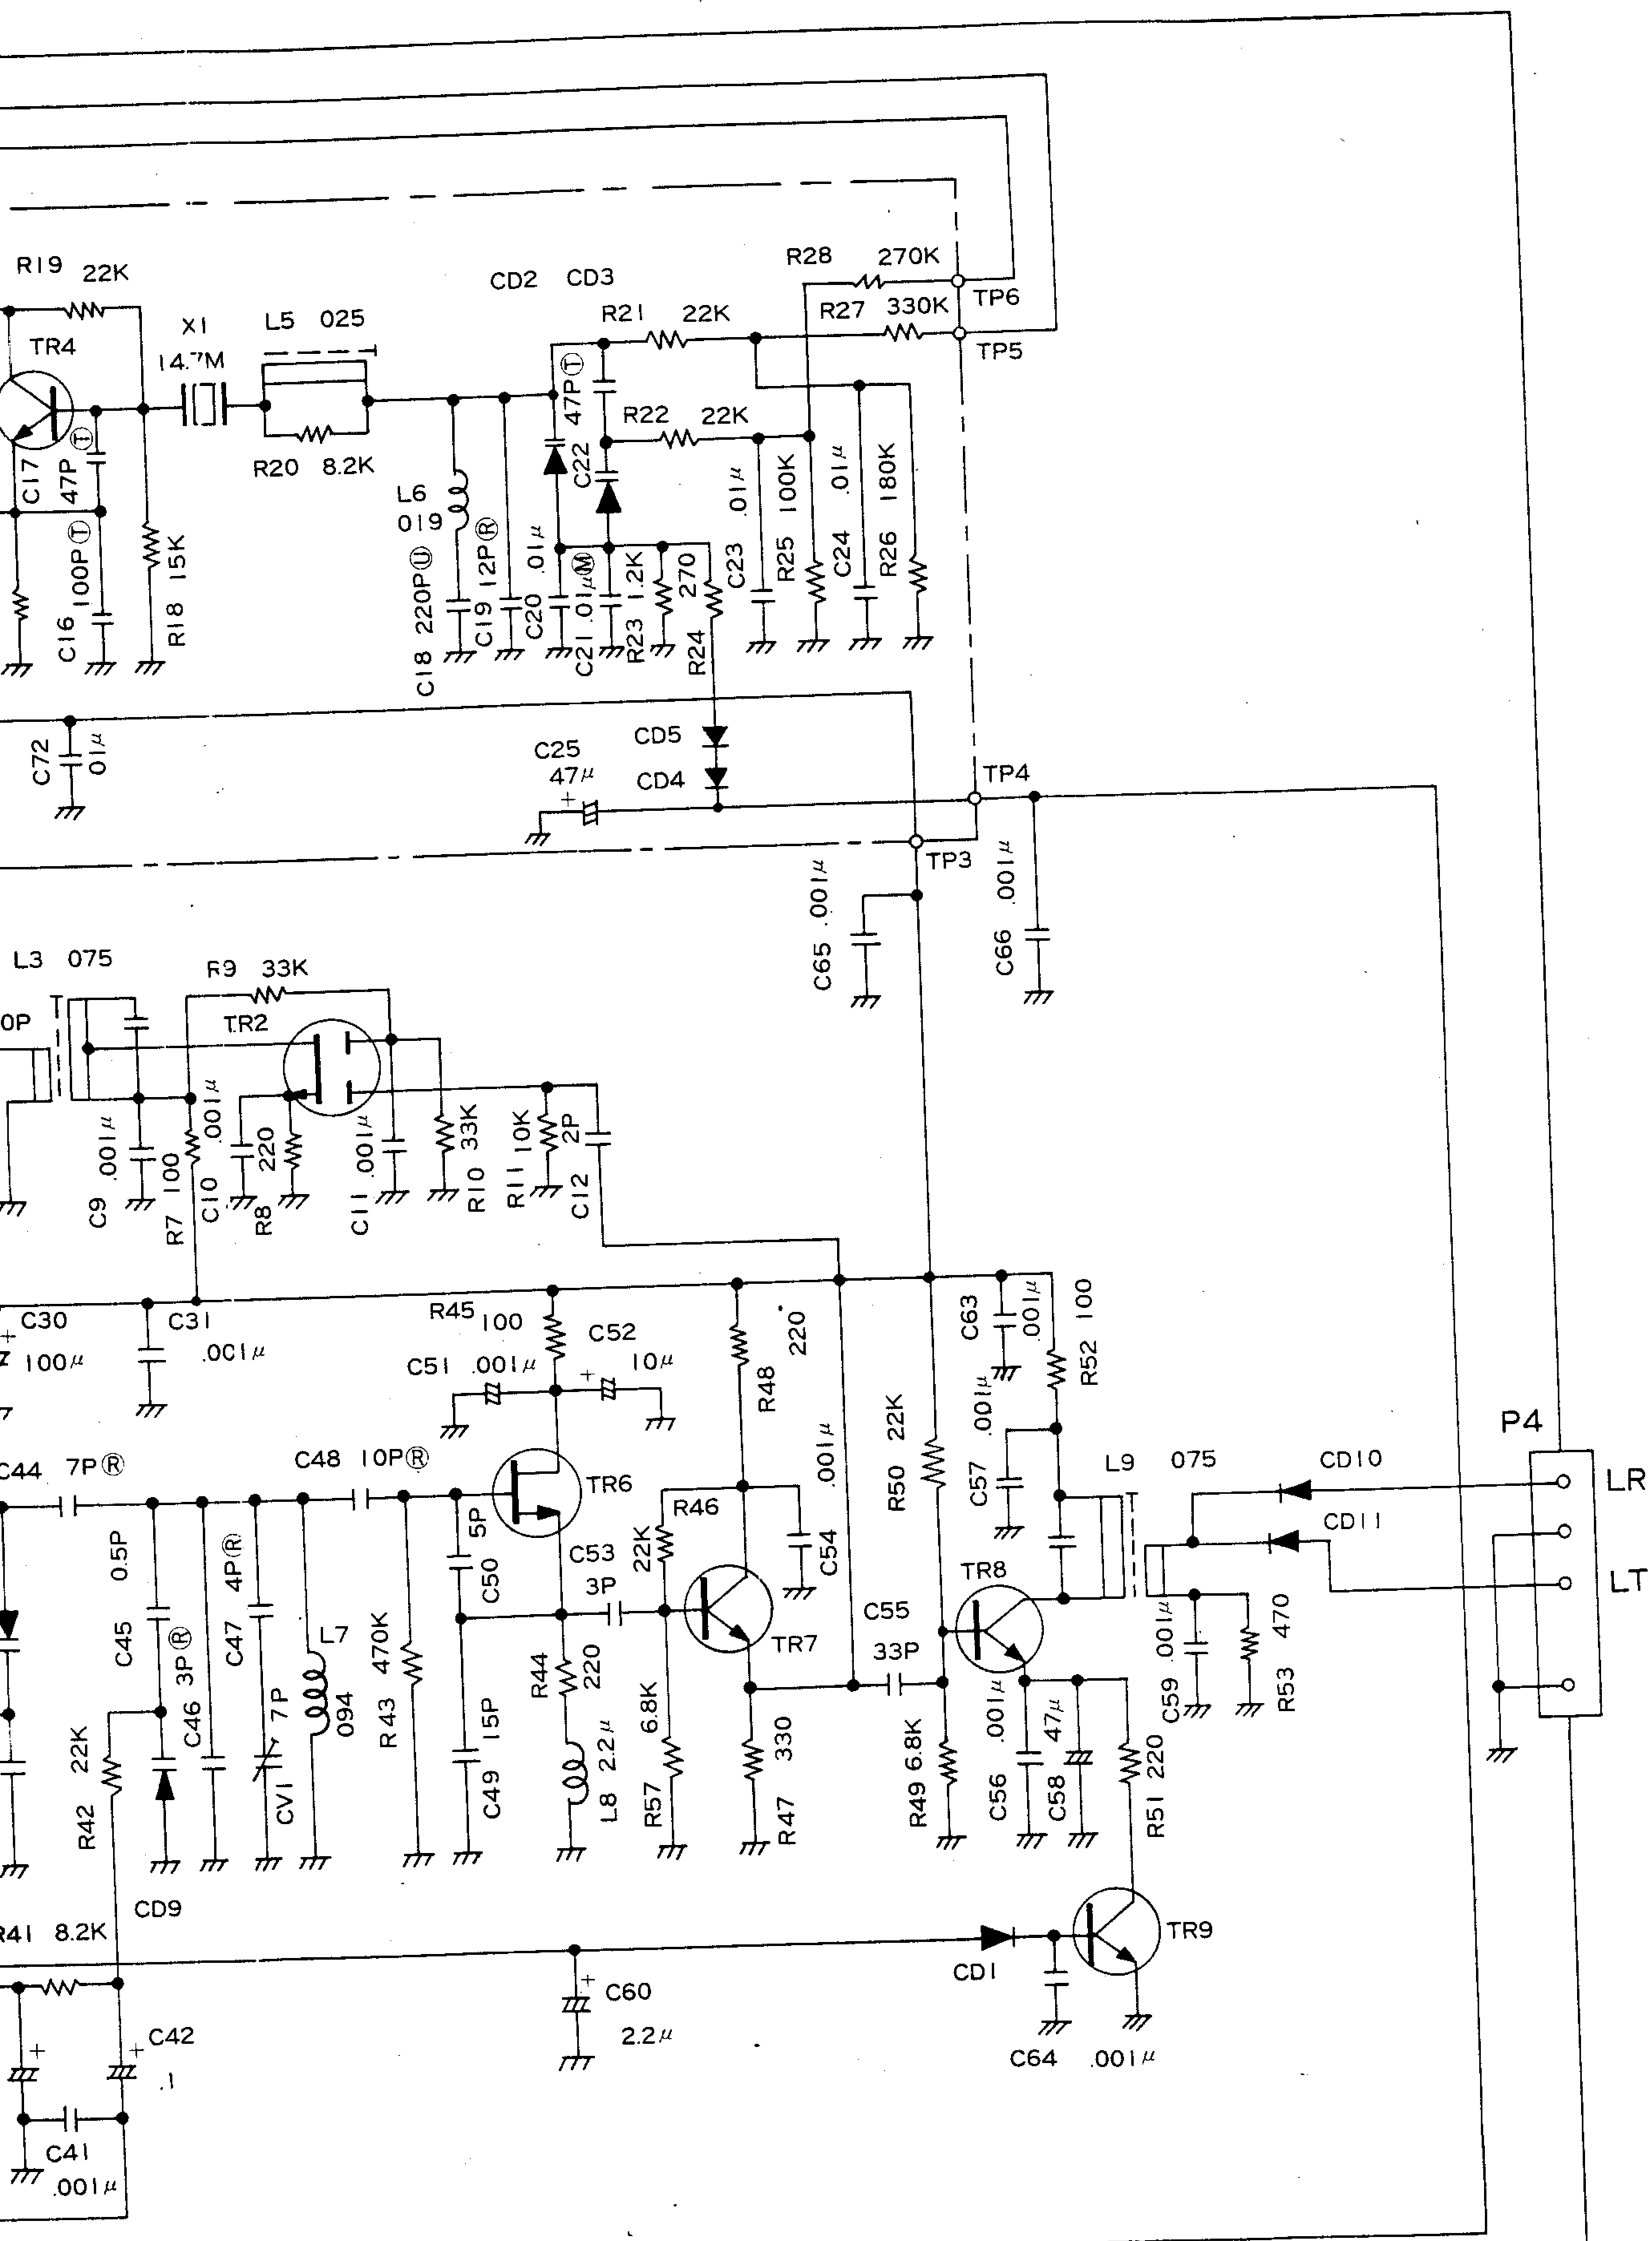 R28 270K
R19 22K
CD2 CD3
TP6
R27 330K
R21 22K
X1
L5 025
TR4
14.7M
TP5
47P Ⓣ
R22 22K
C17
47P Ⓣ
R20 8.2K
C22
L6
019
.01μ
100K
.01μ
180K
C16 100P Ⓣ
R18 15K
C18 220P Ⓤ
C19 12P Ⓡ
C20 .01μ
C21 .01μ Ⓜ
R23 1.2K
270
R24
C23
R25
C24
R26
C72
01μ
C25
47μ
+
CD5
CD4
TP4
TP3
C65 .001μ
C66 .001μ
L3 075
R9 33K
0P
TR2
C9 .001μ
R7 100
C10 .001μ
R8 220
C11 .001μ
R10 33K
R11 10K
2P
C12
C30
+
100μ
C31
.001μ
R45 100
C52
+
10μ
C51 .001μ
R48 220
C63 .001μ
R52 100
C44 7P Ⓡ
C48 10P Ⓡ
TR6
R46
22K
.001μ
C54
R50 22K
C57 .001μ
L9 075
CD10
P4
LR
CD11
LT
0.5P
C45
3P Ⓡ
C46
4P Ⓡ
C47
7P
CV1
L7
094
470K
R43
5P
C50
C53
3P
TR7
C55
33P
TR8
R42 22K
15P
C49
R44 220
L8 2.2μ
6.8K
R57
330
R47
R49 6.8K
C56 .001μ
C58 47μ
R51 220
C59 .001μ
R53 470
CD9
R41 8.2K
TR9
CD1
+
C60
2.2μ
C64 .001μ
+
+
C42
.1
C41
.001μ